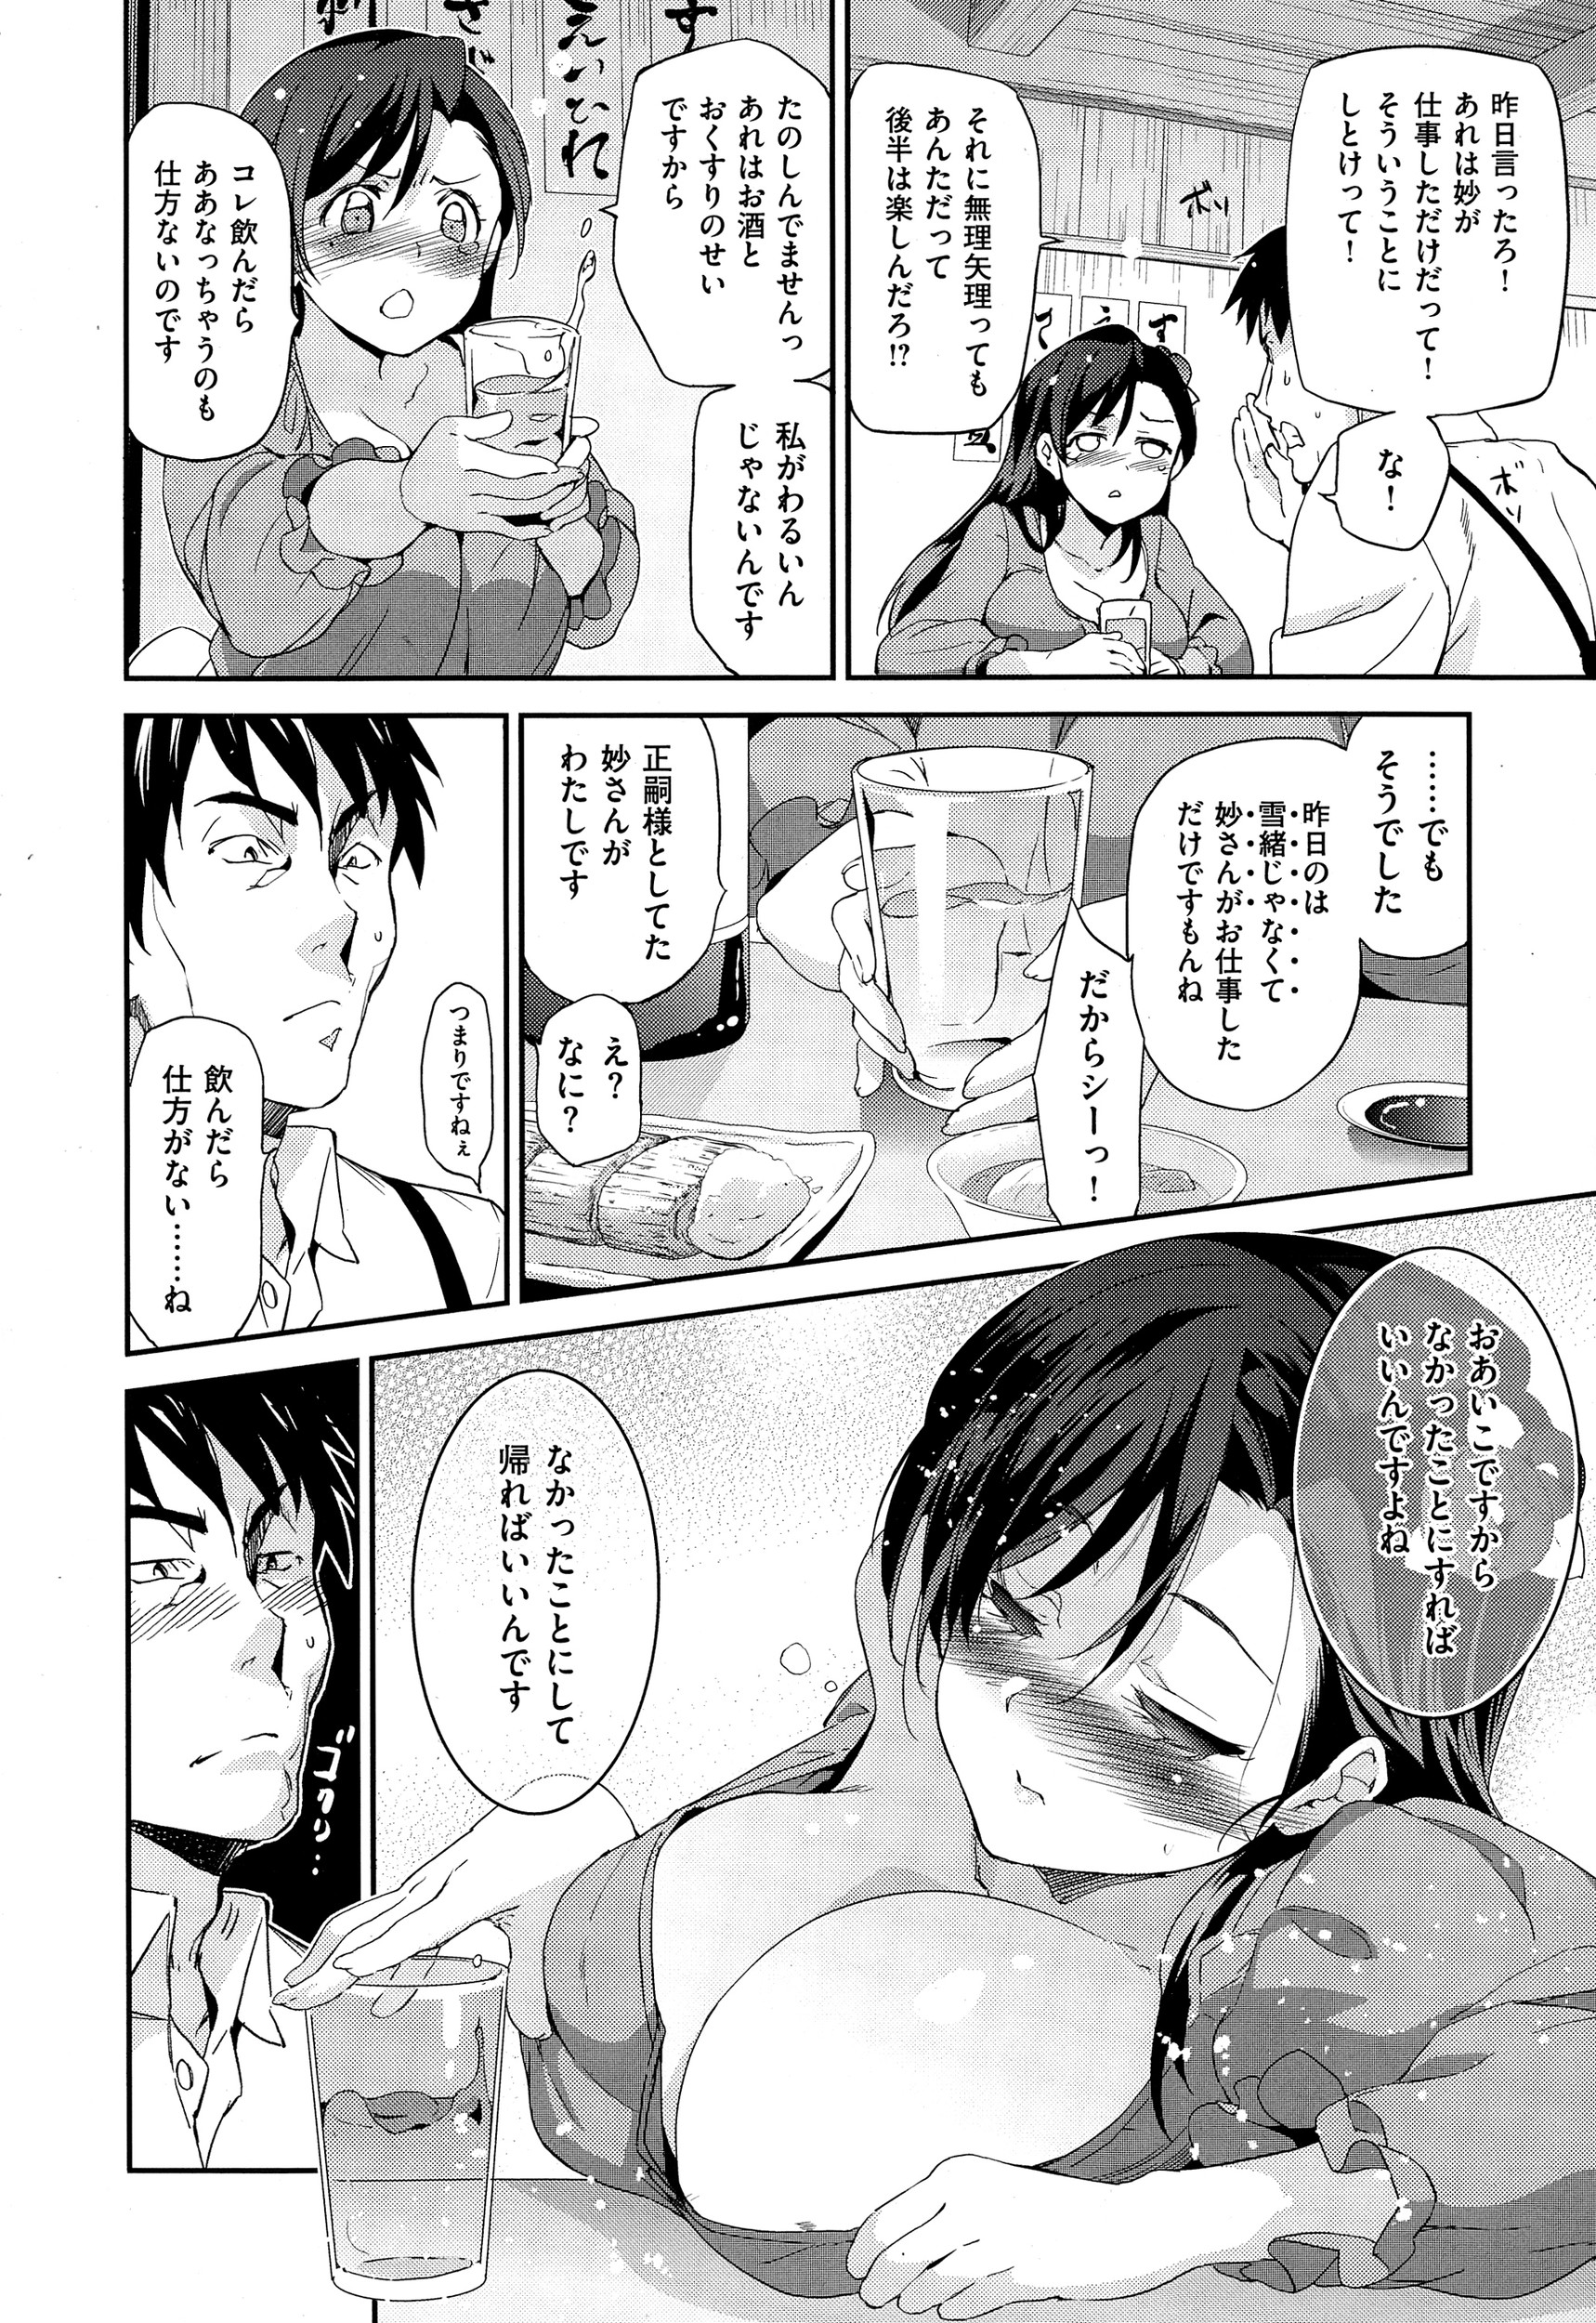 昨日言ったろ！
あれは妙が
仕事しただけだって！
そういうことに
しとけって！
な！
ボソ
ボソ
それに無理矢理っても
あんただって
後半は楽しんだろ!?
たのしんでませんっ
あれはお酒と
おくすりのせい
ですから
私がわるいん
じゃないんです
コレ飲んだら
ああなっちゃうのも
仕方ないのです
えいひれ
……でも
そうでした
昨日のは
雪緒じゃなくて
妙さんがお仕事した
だけですもんね
だからシーっ！
正嗣様としてた
妙さんが
わたしです
え？
なに？
つまりですねぇ
飲んだら
仕方がない……ね
おあいこですから
なかったことにすれば
いいんですよね
なかったことにして
帰ればいいんです
ゴクリ…